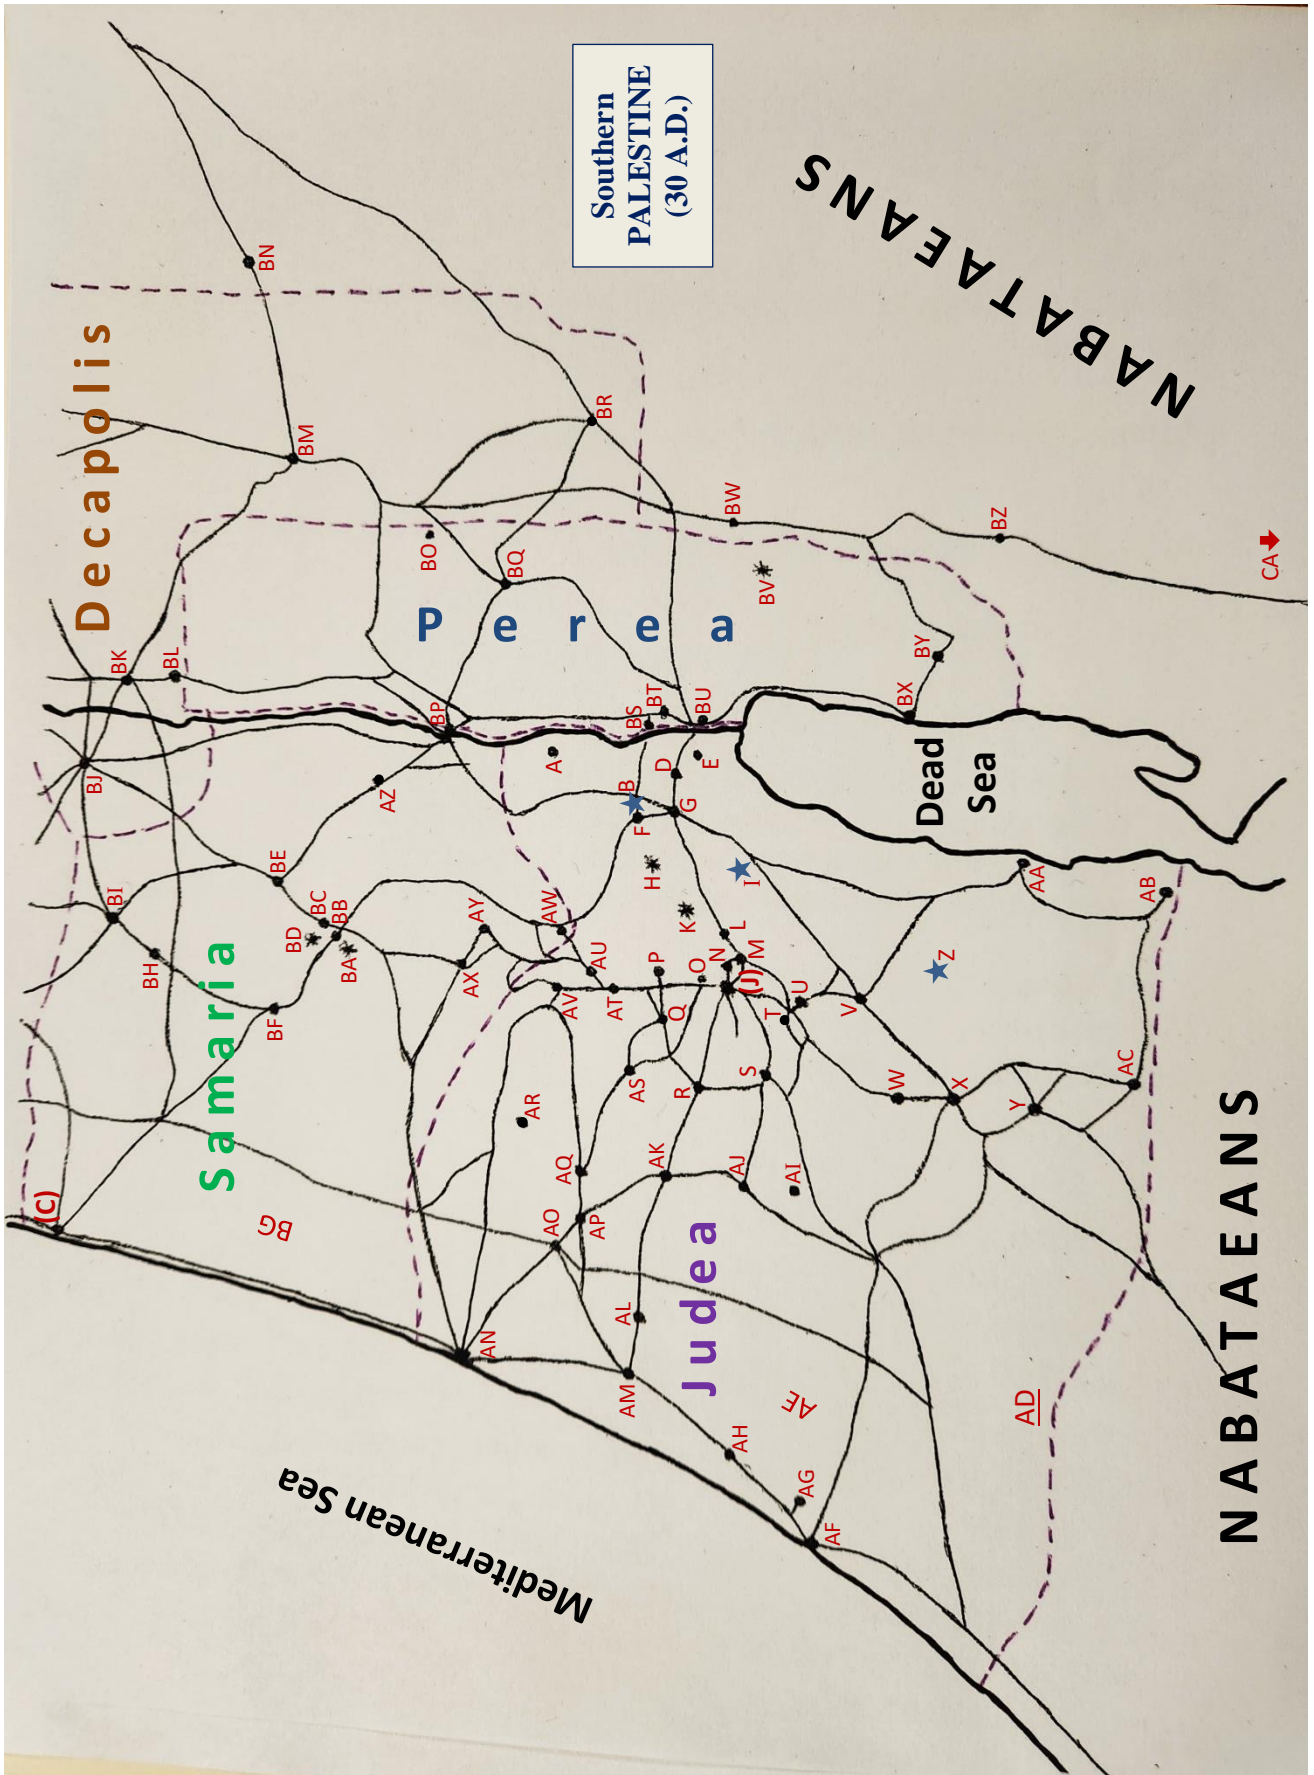 Southern
PALESTINE
(30 A.D.)
Decapolis
Samaria
Perea
Judea
Dead
Sea
Mediterranean Sea
NABATAEANS
NABATAEANS
A
B
(C)
D
E
F
G
H
I
(J)
K
L
M
N
O
P
Q
R
S
T
U
V
W
X
Y
Z
AA
AB
AC
AD
AE
AF
AG
AH
AI
AJ
AK
AL
AM
AN
AO
AP
AQ
AR
AS
AT
AU
AV
AW
AX
AY
AZ
BA
BB
BC
BD
BE
BF
BG
BH
BI
BJ
BK
BL
BM
BN
BO
BP
BQ
BR
BS
BT
BU
BV
BW
BX
BY
BZ
CA